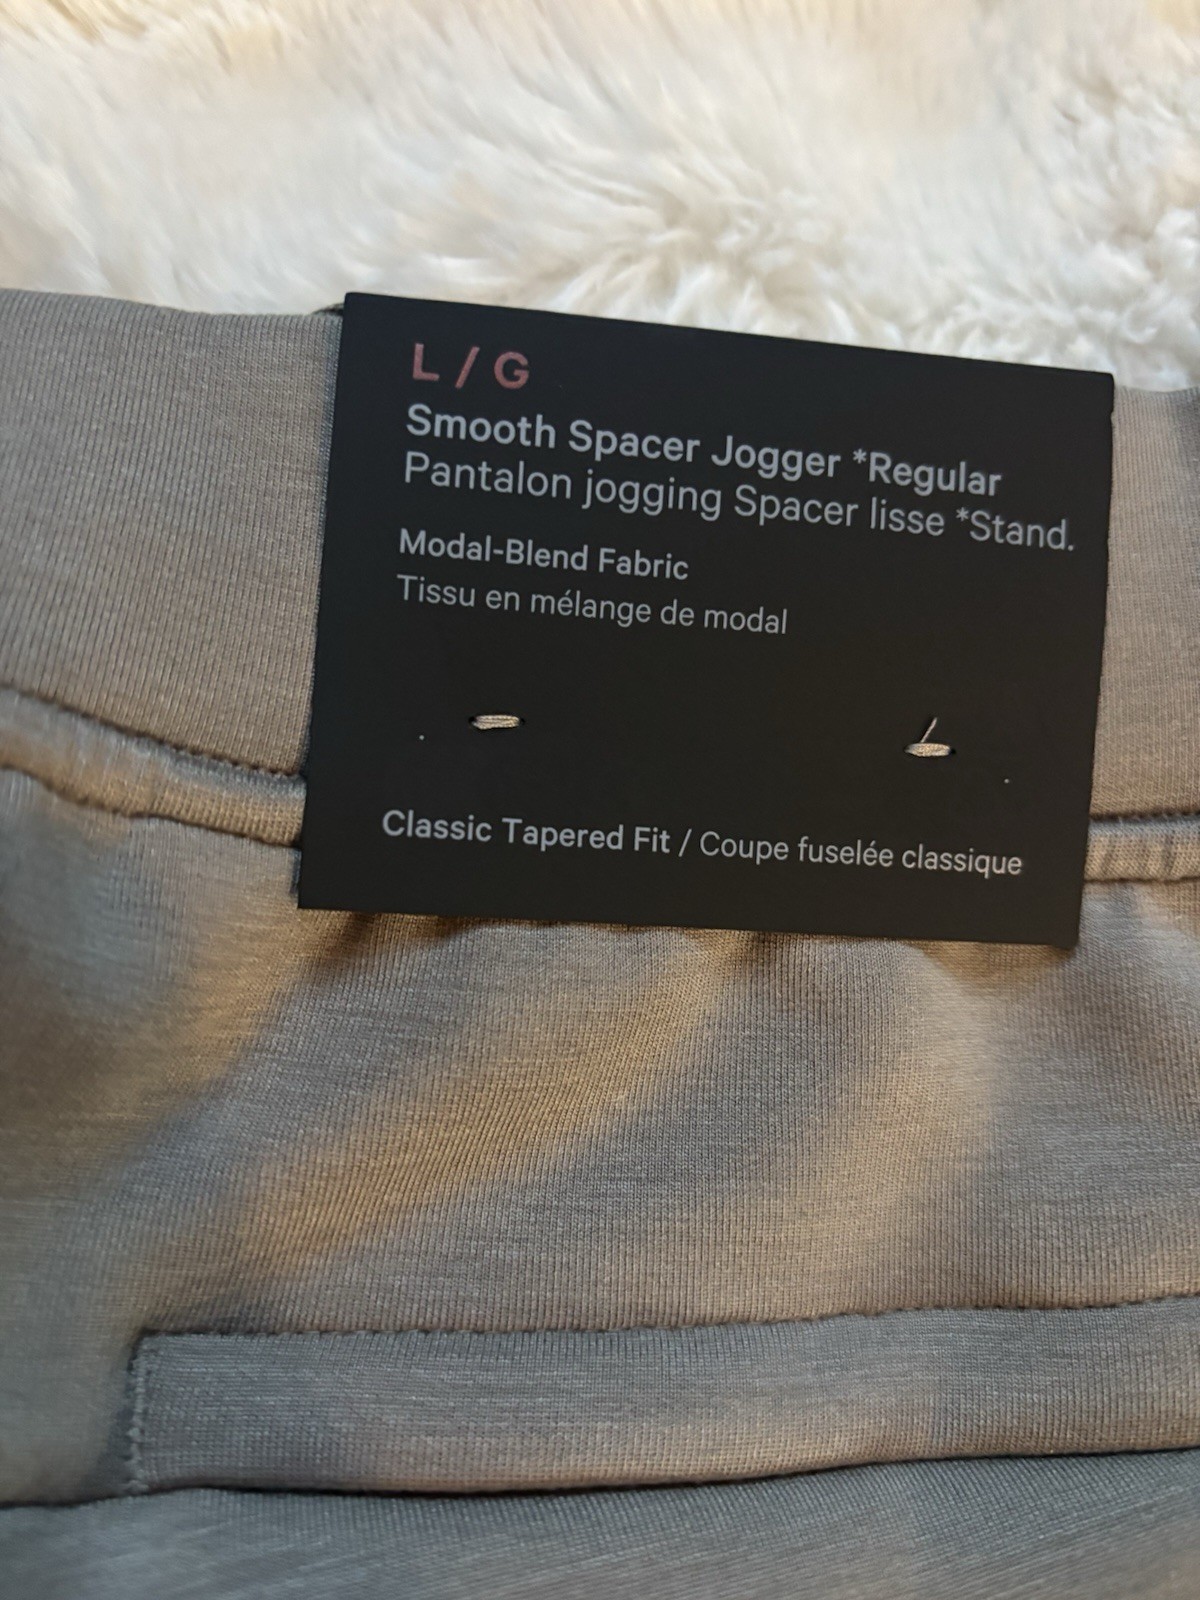 L / G
Smooth Spacer Jogger *Regular
Pantalon jogging Spacer lisse *Stand.
Modal-Blend Fabric
Tissu en mélange de modal
Classic Tapered Fit / Coupe fuselée classique